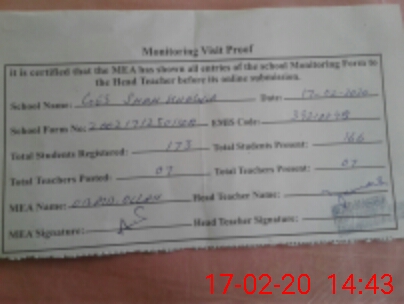 Monitoring Visit Proof
it is certified that the MEA has shown all entries of the school Monitoring Form to
the Head Teacher before its online submission.
School Name: GES Date: 17-02-2020
School Form No: EMIS Code:
Total Students Registered: 173 Total Students Present: 166
Total Teachers Posted: 07 Total Teachers Present: 07
MEA Name: Head Teacher Name:
MEA Signature: Head Teacher Signature:
17-02-20 14:43